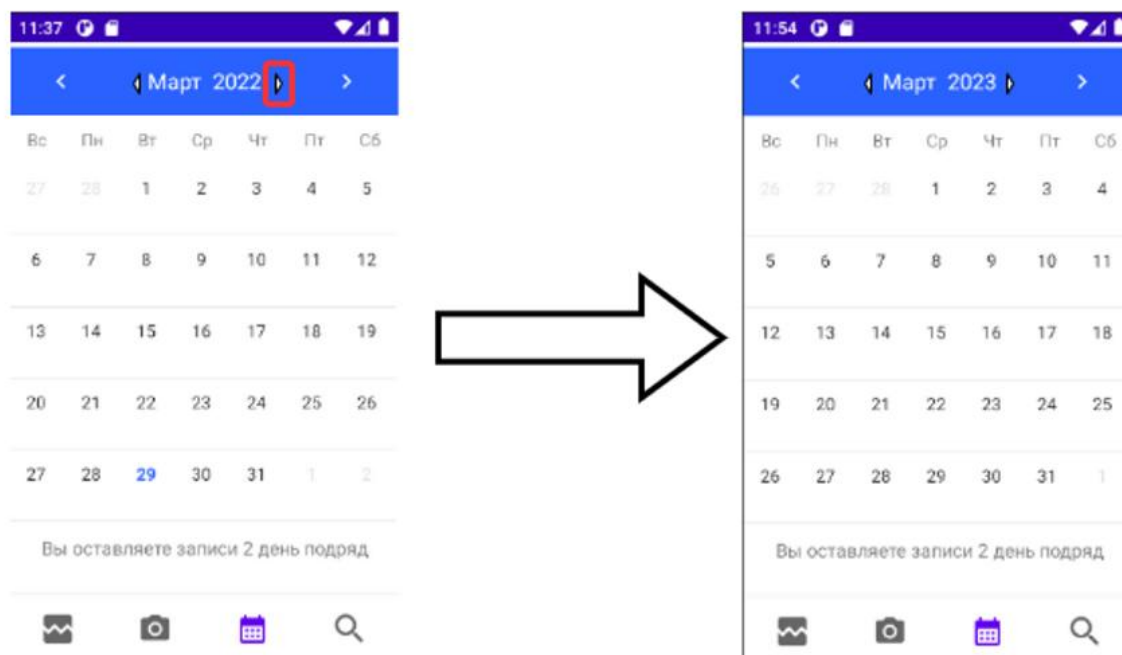 11:37
Март 2022
Вс Пн Вт Ср Чт Пт Сб
27 28 1 2 3 4 5
6 7 8 9 10 11 12
13 14 15 16 17 18 19
20 21 22 23 24 25 26
27 28 29 30 31 1 2
Вы оставляете записи 2 день подряд
11:54
Март 2023
Вс Пн Вт Ср Чт Пт Сб
26 27 28 1 2 3 4
5 6 7 8 9 10 11
12 13 14 15 16 17 18
19 20 21 22 23 24 25
26 27 28 29 30 31 1
Вы оставляете записи 2 день подряд